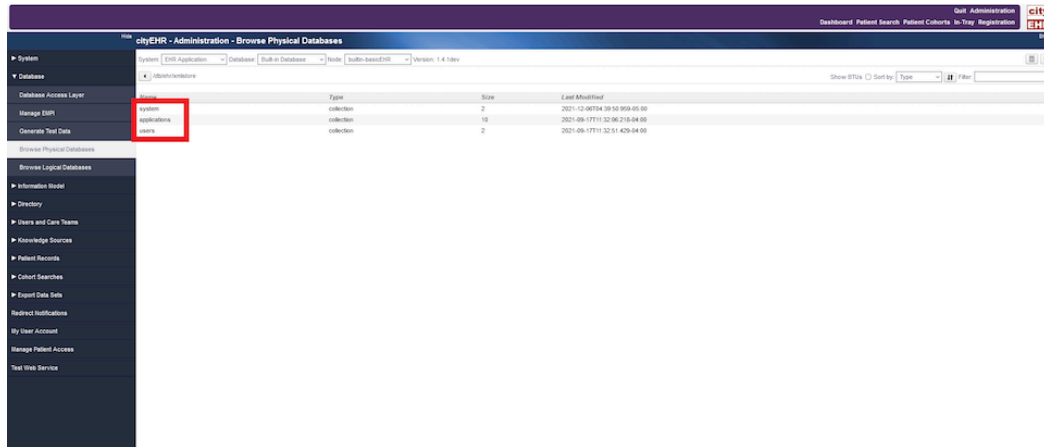 Quit Administration
Dashboard Patient Search Patient Cohorts In-Tray Registration
Hide cityEHR - Administration - Browse Physical Databases
▶ System
System: EHR Application Database: Built-in Database Node: builtin-basicEHR Version: 1.4.1dev
▼ Database
Show BTUs Sort by: Type Filter:
Database Access Layer
Name Type Size Last Modified
system collection 2 2021-12-06T04:39:50.959-05:00
Manage EMPI
applications collection 10 2021-09-17T11:32:06.218-04:00
users collection 2 2021-09-17T11:32:51.429-04:00
Generate Test Data
Browse Physical Databases
Browse Logical Databases
▶ Information Model
▶ Directory
▶ Users and Care Teams
▶ Knowledge Sources
▶ Patient Records
▶ Cohort Searches
▶ Export Data Sets
Redirect Notifications
My User Account
Manage Patient Access
Test Web Service